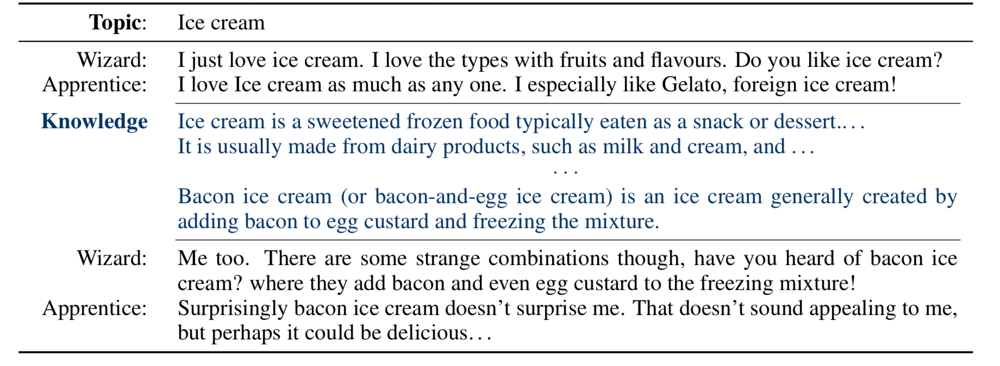 Topic: Ice cream
Wizard: I just love ice cream. I love the types with fruits and flavours. Do you like ice cream?
Apprentice: I love Ice cream as much as any one. I especially like Gelato, foreign ice cream!
Knowledge Ice cream is a sweetened frozen food typically eaten as a snack or dessert....
It is usually made from dairy products, such as milk and cream, and ...
...
Bacon ice cream (or bacon-and-egg ice cream) is an ice cream generally created by
adding bacon to egg custard and freezing the mixture.
Wizard: Me too. There are some strange combinations though, have you heard of bacon ice
cream? where they add bacon and even egg custard to the freezing mixture!
Apprentice: Surprisingly bacon ice cream doesn't surprise me. That doesn't sound appealing to me,
but perhaps it could be delicious...